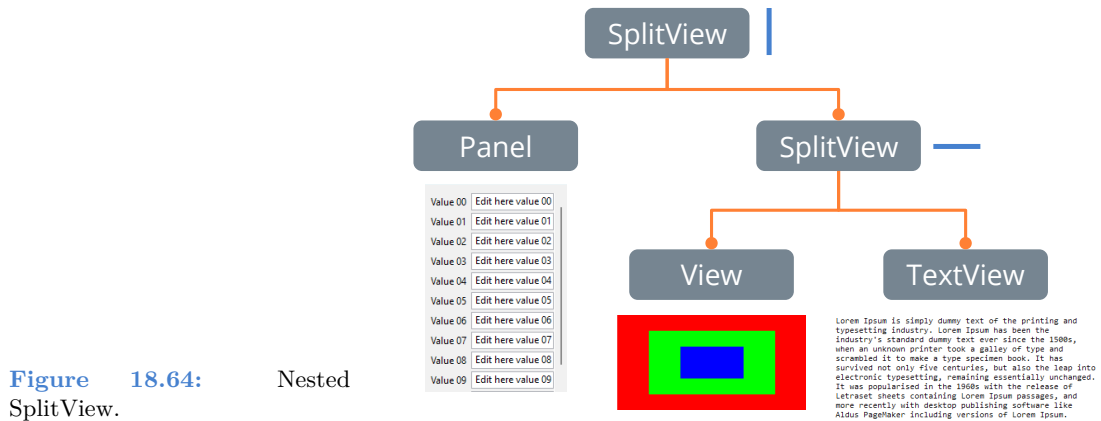 SplitView
Panel
SplitView
Value 00 Edit here value 00
Value 01 Edit here value 01
Value 02 Edit here value 02
Value 03 Edit here value 03
Value 04 Edit here value 04
Value 05 Edit here value 05
Value 06 Edit here value 06
Value 07 Edit here value 07
Value 08 Edit here value 08
Value 09 Edit here value 09
View
TextView
Lorem Ipsum is simply dummy text of the printing and
typesetting industry. Lorem Ipsum has been the
industry's standard dummy text ever since the 1500s,
when an unknown printer took a galley of type and
scrambled it to make a type specimen book. It has
survived not only five centuries, but also the leap into
electronic typesetting, remaining essentially unchanged.
It was popularised in the 1960s with the release of
Letraset sheets containing Lorem Ipsum passages, and
more recently with desktop publishing software like
Aldus PageMaker including versions of Lorem Ipsum.
Figure 18.64: Nested
SplitView.